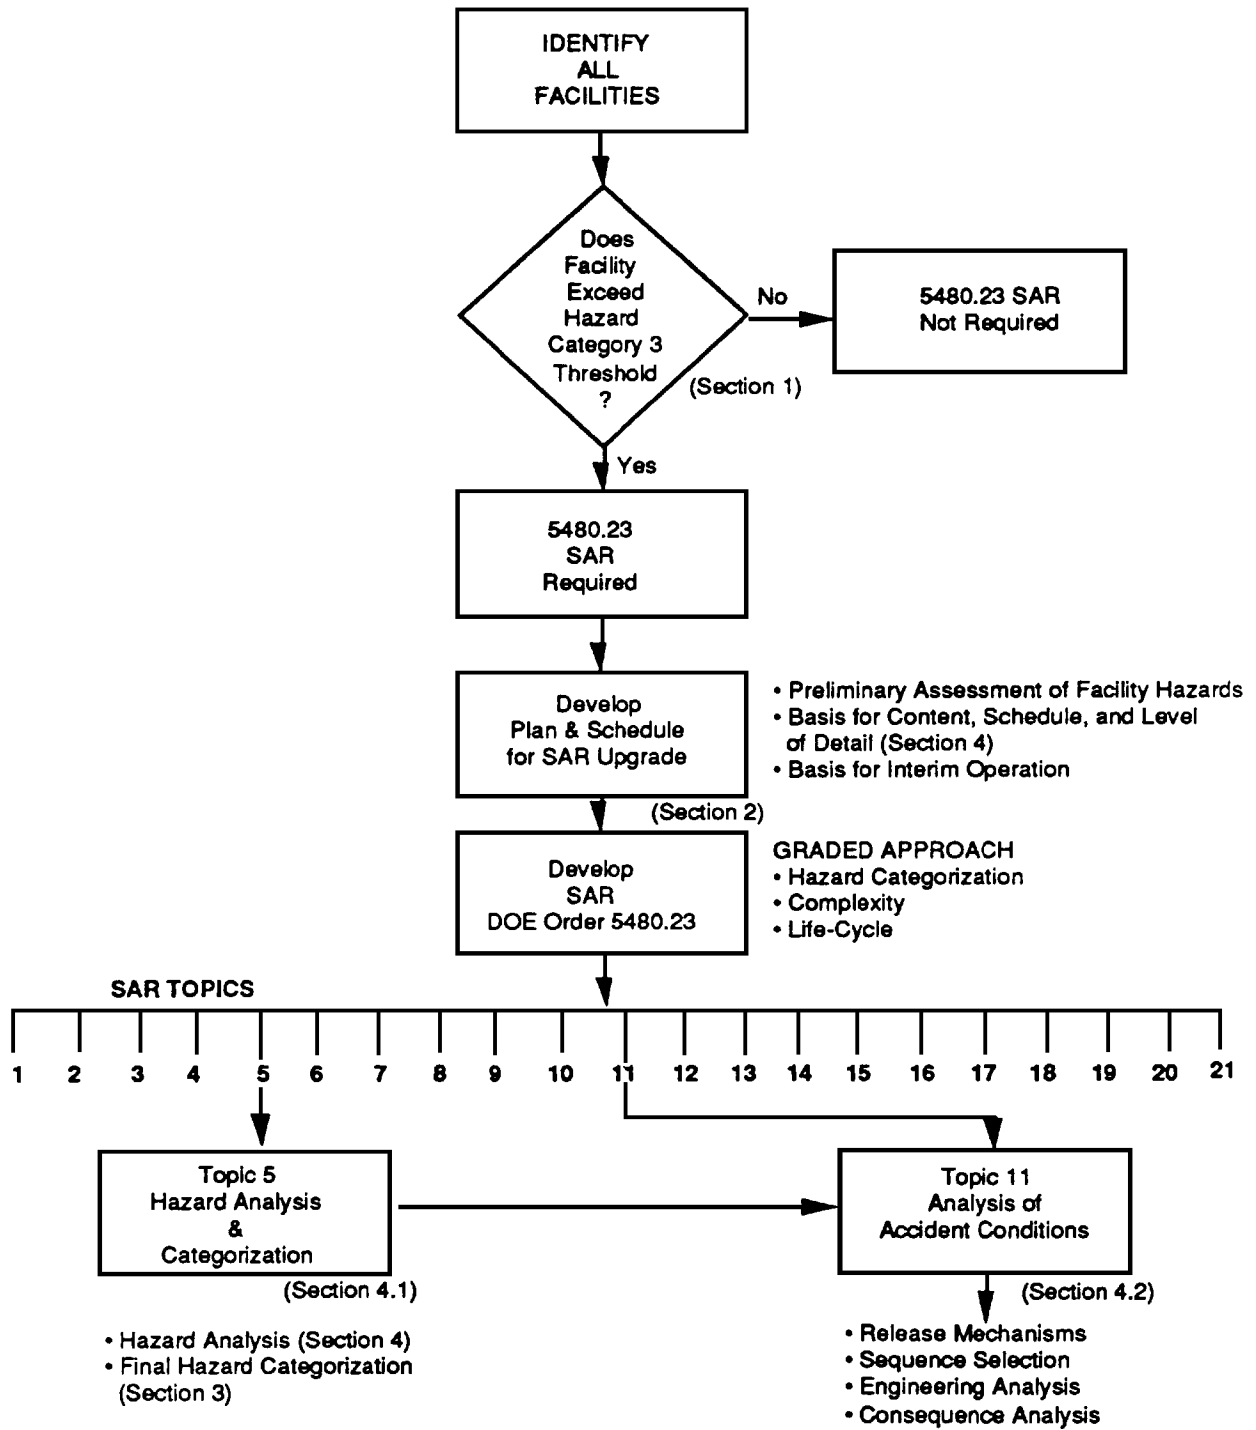 IDENTIFY
ALL
FACILITIES
Does
Facility
Exceed
Hazard
Category 3
Threshold
?
No
(Section 1)
5480.23 SAR
Not Required
Yes
5480.23
SAR
Required
Develop
Plan & Schedule
for SAR Upgrade
• Preliminary Assessment of Facility Hazards
• Basis for Content, Schedule, and Level
of Detail (Section 4)
• Basis for Interim Operation
(Section 2)
Develop
SAR
DOE Order 5480.23
GRADED APPROACH
• Hazard Categorization
• Complexity
• Life-Cycle
SAR TOPICS
1 2 3 4 5 6 7 8 9 10 11 12 13 14 15 16 17 18 19 20 21
Topic 5
Hazard Analysis
&
Categorization
(Section 4.1)
• Hazard Analysis (Section 4)
• Final Hazard Categorization
(Section 3)
Topic 11
Analysis of
Accident Conditions
(Section 4.2)
• Release Mechanisms
• Sequence Selection
• Engineering Analysis
• Consequence Analysis